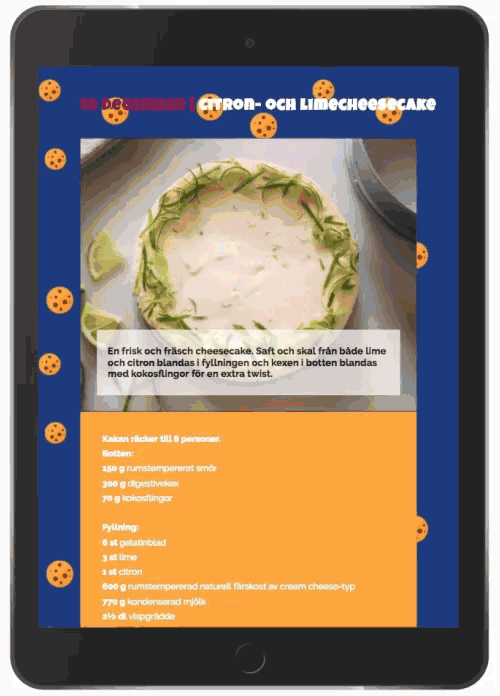 10 December | Citron- och limecheesecake
En frisk och fräsch cheesecake. Saft och skal från både lime
och citron blandas i fyllningen och kexen i botten blandas
med kokosflingor för en extra twist.
Kakan räcker till 8 personer.
Botten:
150 g rumstempererat smör
300 g digestivekex
70 g kokosflingor
Fyllning:
6 st gelatinblad
3 st lime
1 st citron
600 g rumstempererad naturell färskost av cream cheese-typ
770 g kondenserad mjölk
2½ dl vispgrädde